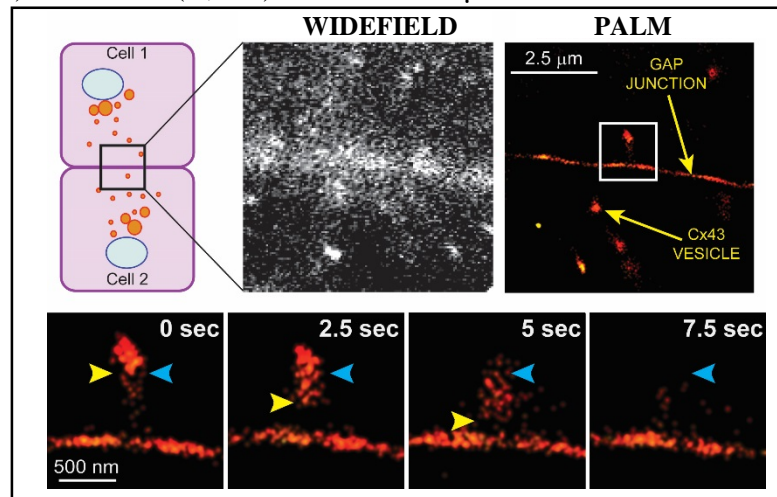 WIDEFIELD PALM
Cell 1
Cell 2
2.5 μm
GAP
JUNCTION
Cx43
VESICLE
0 sec
2.5 sec
5 sec
7.5 sec
500 nm